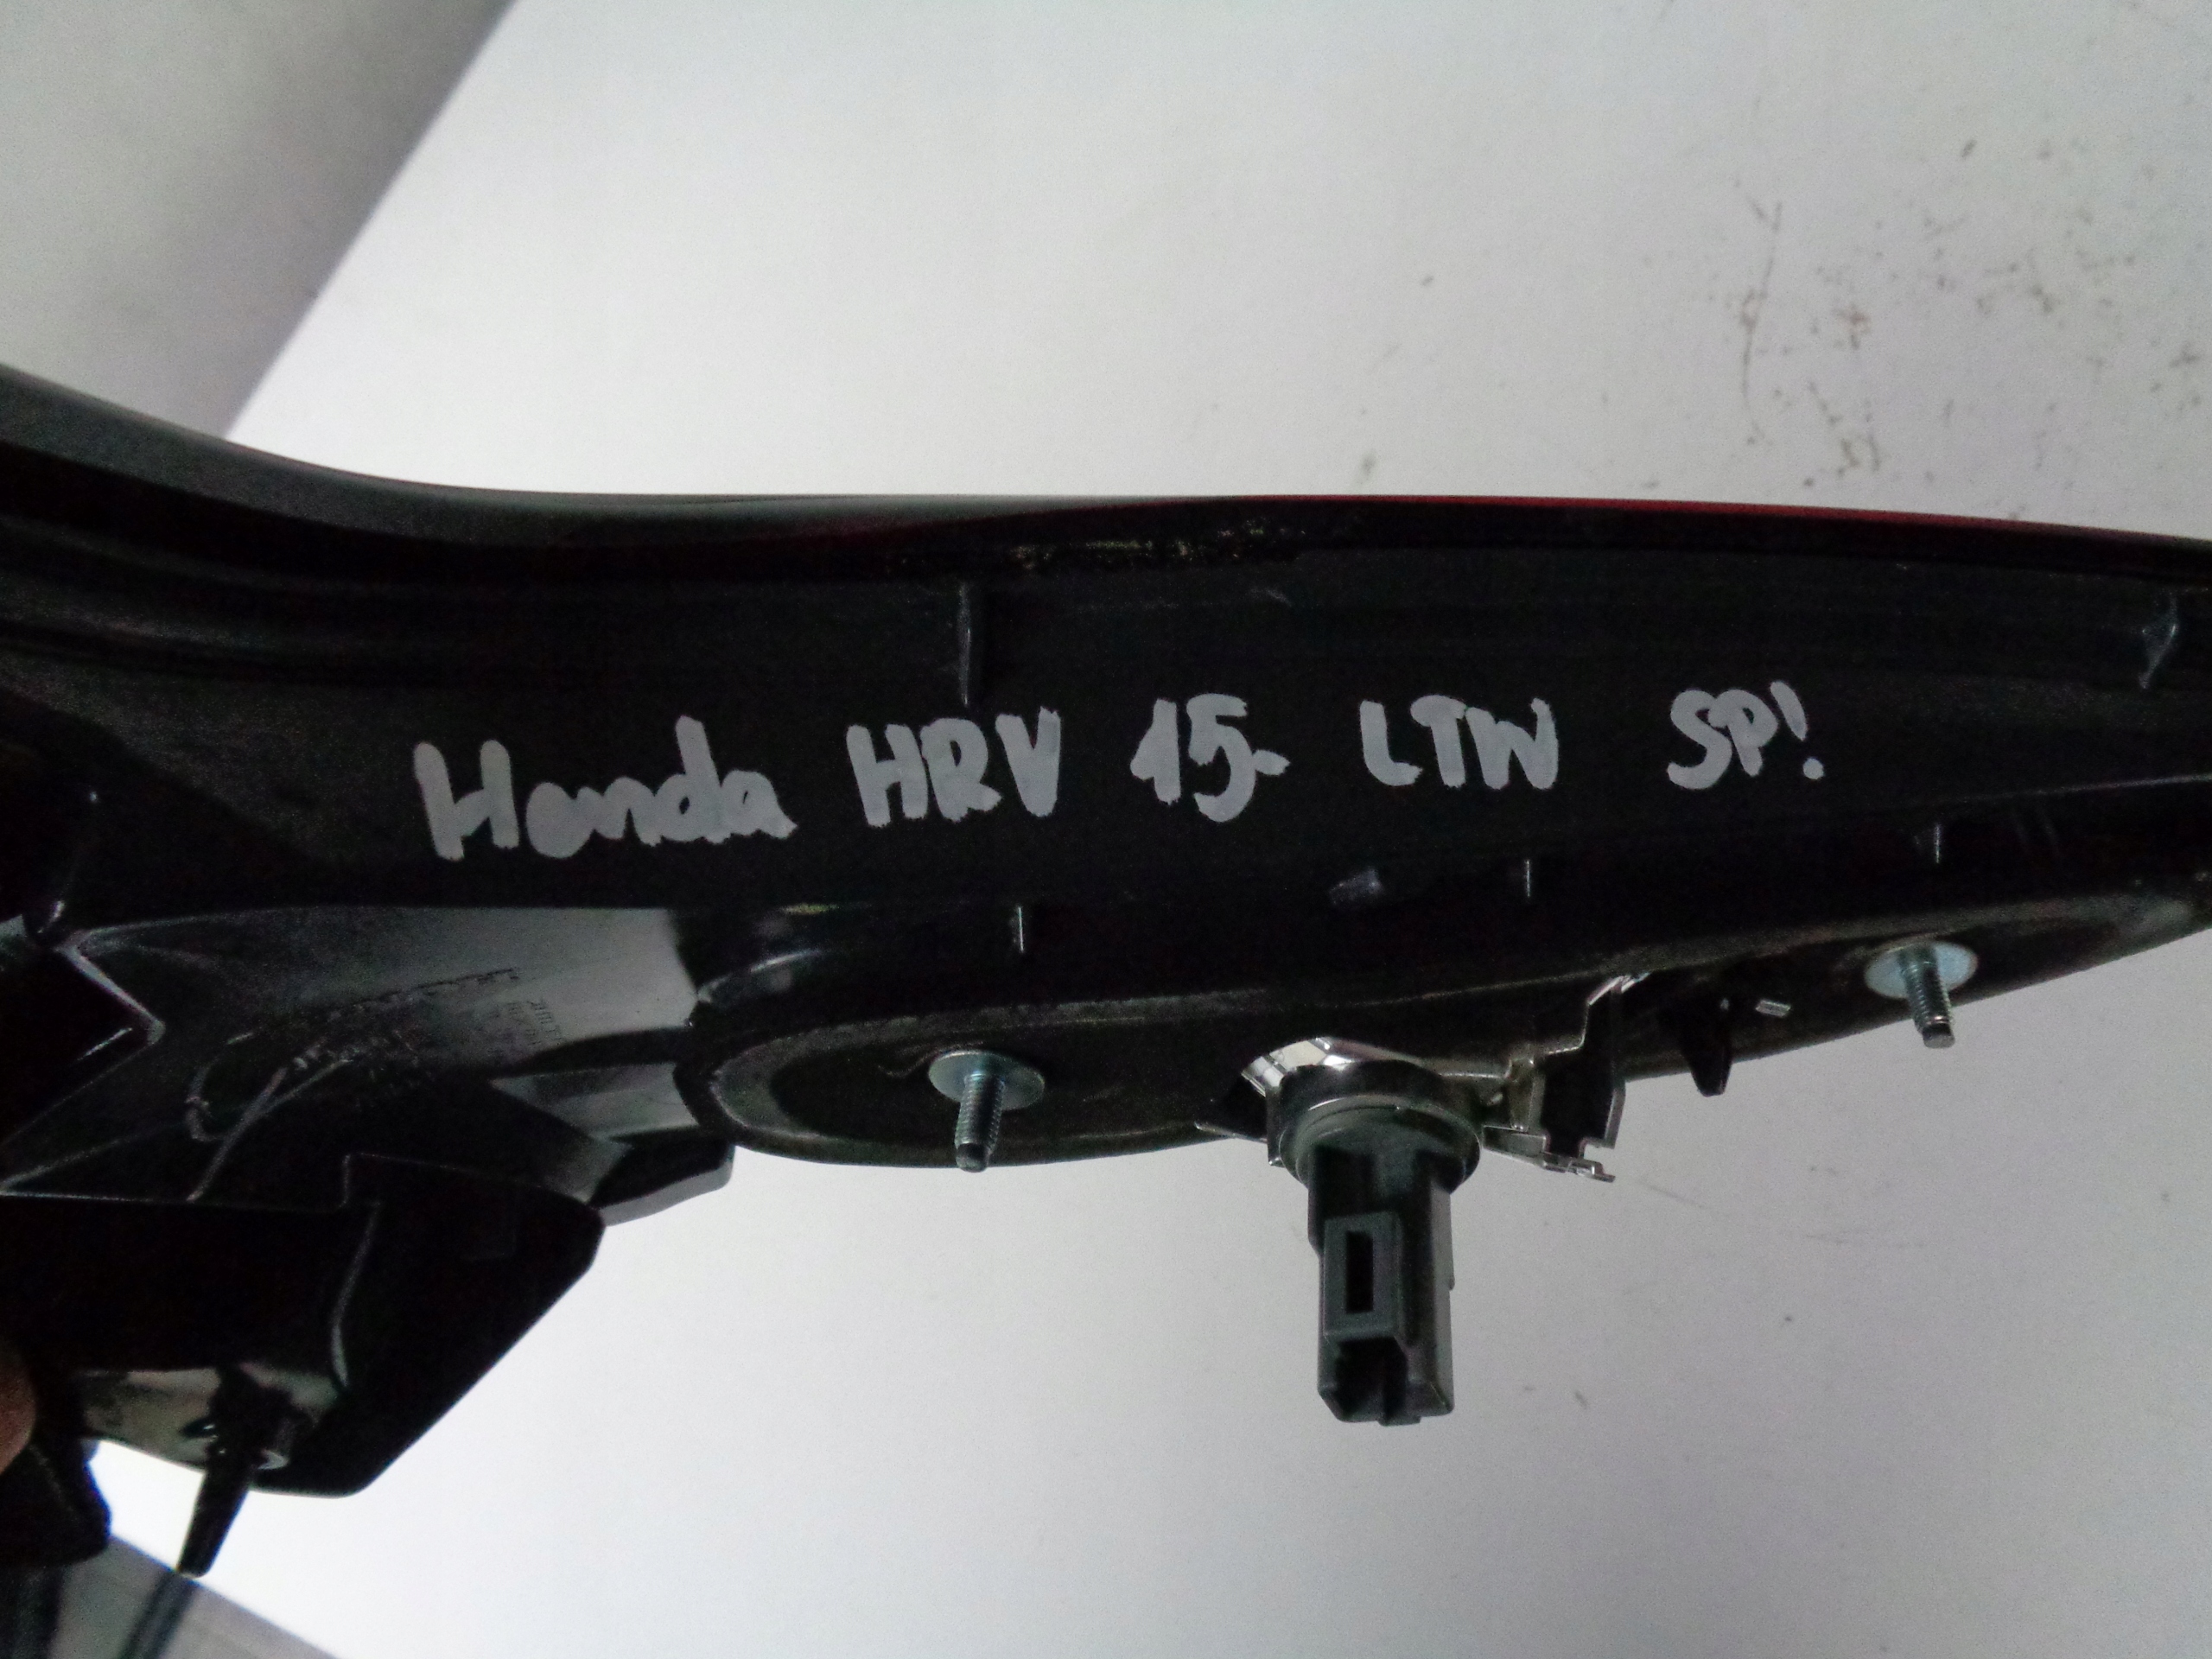 Honda HRV 15- LTW SP!